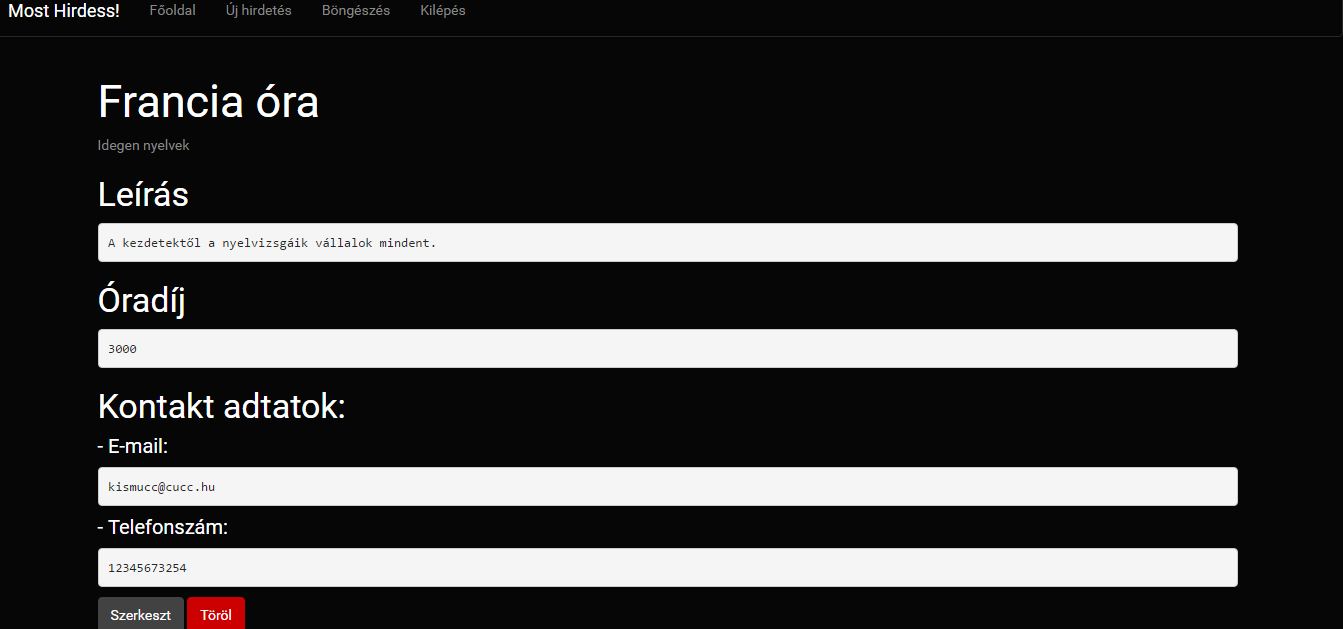 Most Hirdess! Főoldal Új hirdetés Böngészés Kilépés
Francia óra
Idegen nyelvek
Leírás
A kezdetektől a nyelvizsgáik vállalok mindent.
Óradíj
3000
Kontakt adtatok:
- E-mail:
kismucc@cucc.hu
- Telefonszám:
12345673254
Szerkeszt Töröl